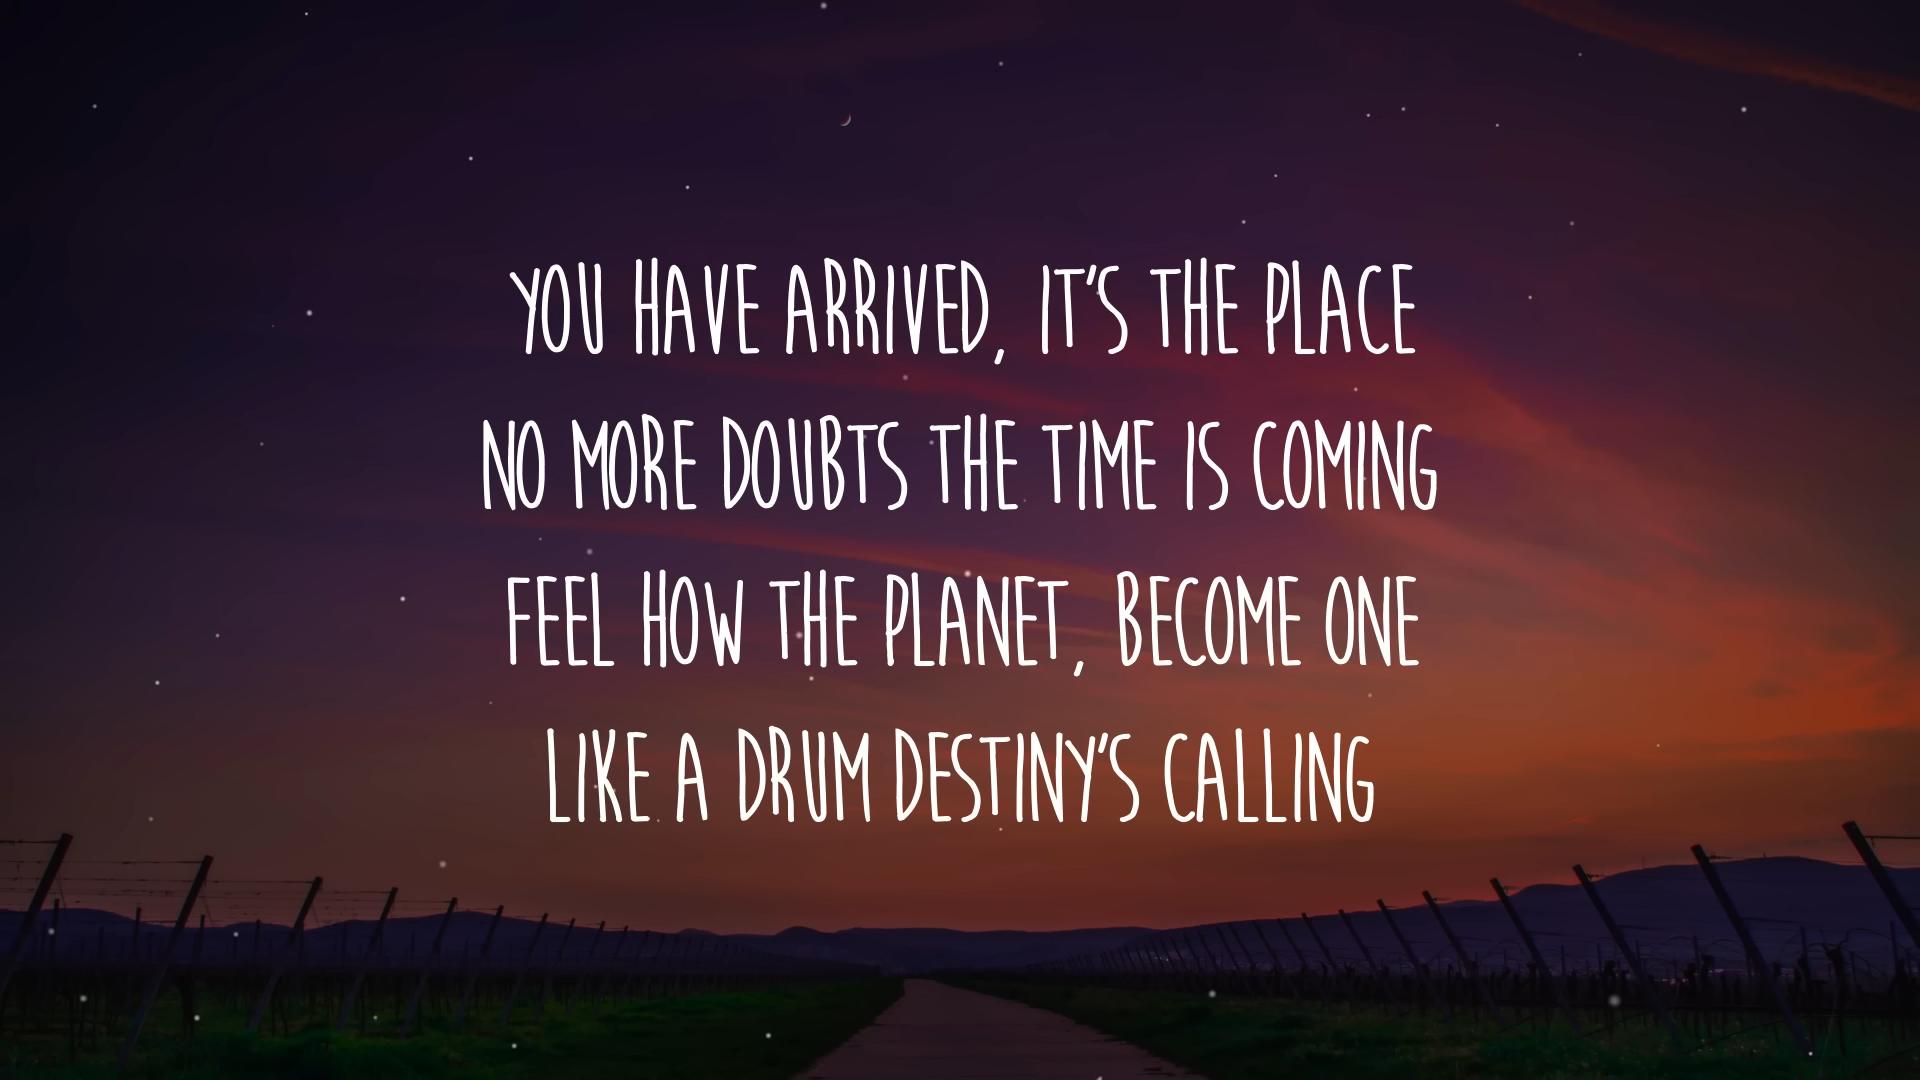 YOU HAVE ARRIVED, IT'S THE PLACE
NO MORE DOUBTS THE TIME IS COMING
FEEL HOW THE PLANET, BECOME ONE
LIKE A DRUM DESTINY'S CALLING